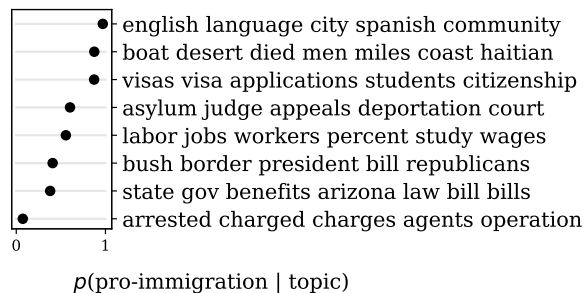 english language city spanish community
boat desert died men miles coast haitian
visas visa applications students citizenship
asylum judge appeals deportation court
labor jobs workers percent study wages
bush border president bill republicans
state gov benefits arizona law bill bills
arrested charged charges agents operation
0 1
p(pro-immigration | topic)